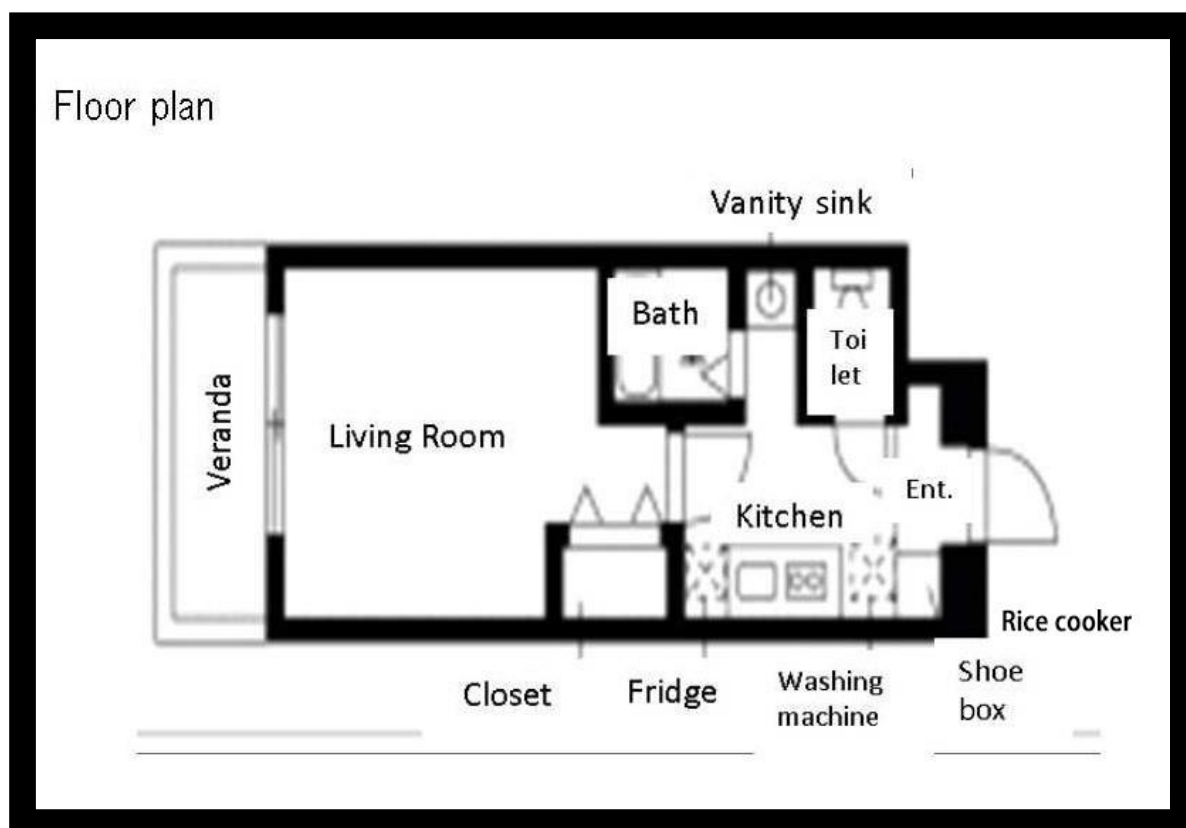 Floor plan
Vanity sink
Bath
Toi
let
Veranda
Living Room
Ent.
Kitchen
Rice cooker
Closet
Fridge
Washing
machine
Shoe
box